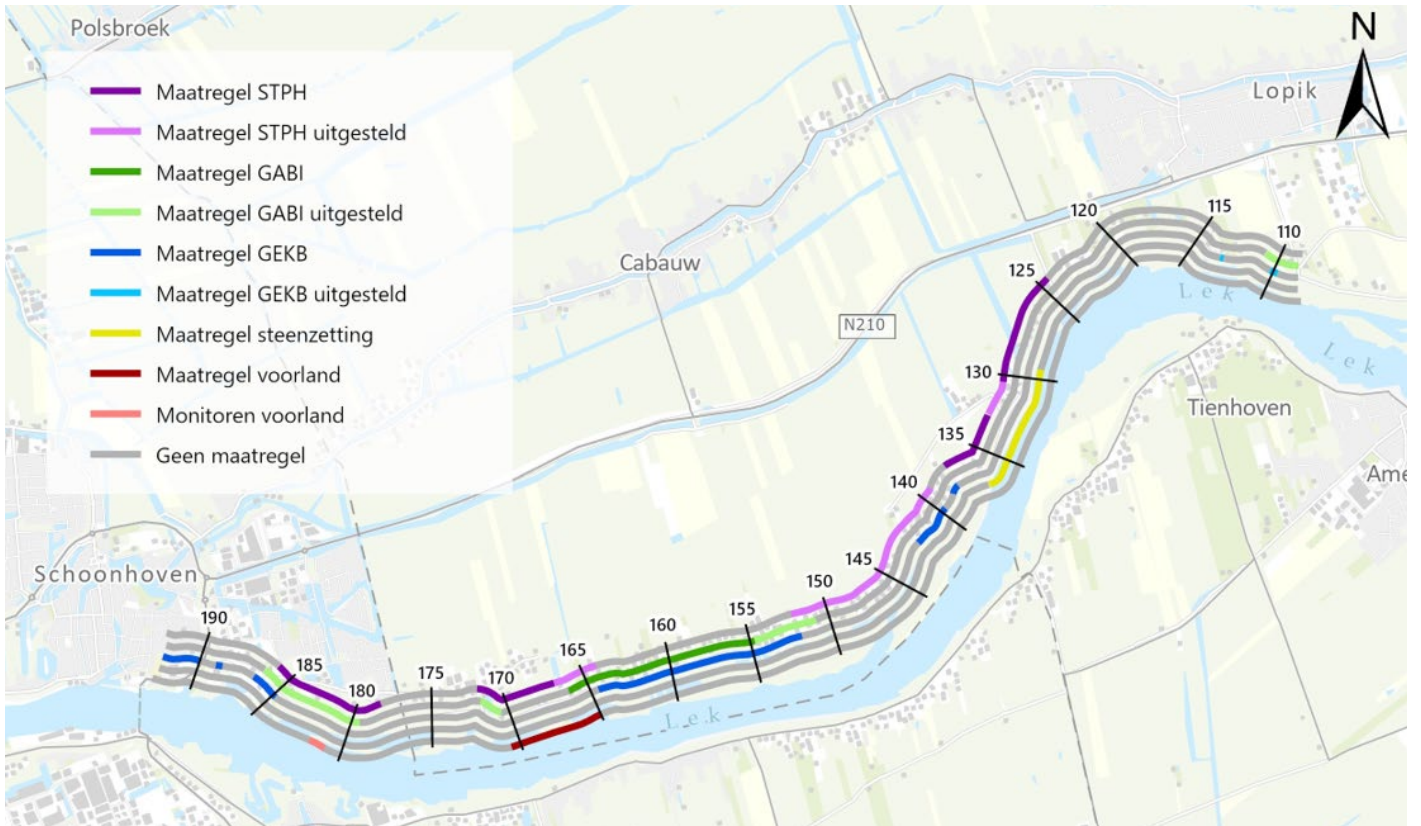 Polsbroek
N
Maatregel STPH
Maatregel STPH uitgesteld
Maatregel GABI
Maatregel GABI uitgesteld
Maatregel GEKB
Maatregel GEKB uitgesteld
Maatregel steenzetting
Maatregel voorland
Monitoren voorland
Geen maatregel
Lopik
Cabauw
N210
120
115
110
125
Lek
Lek
130
Tienhoven
135
Ame
140
145
Schoonhoven
150
155
160
165
170
175
180
185
190
Lek